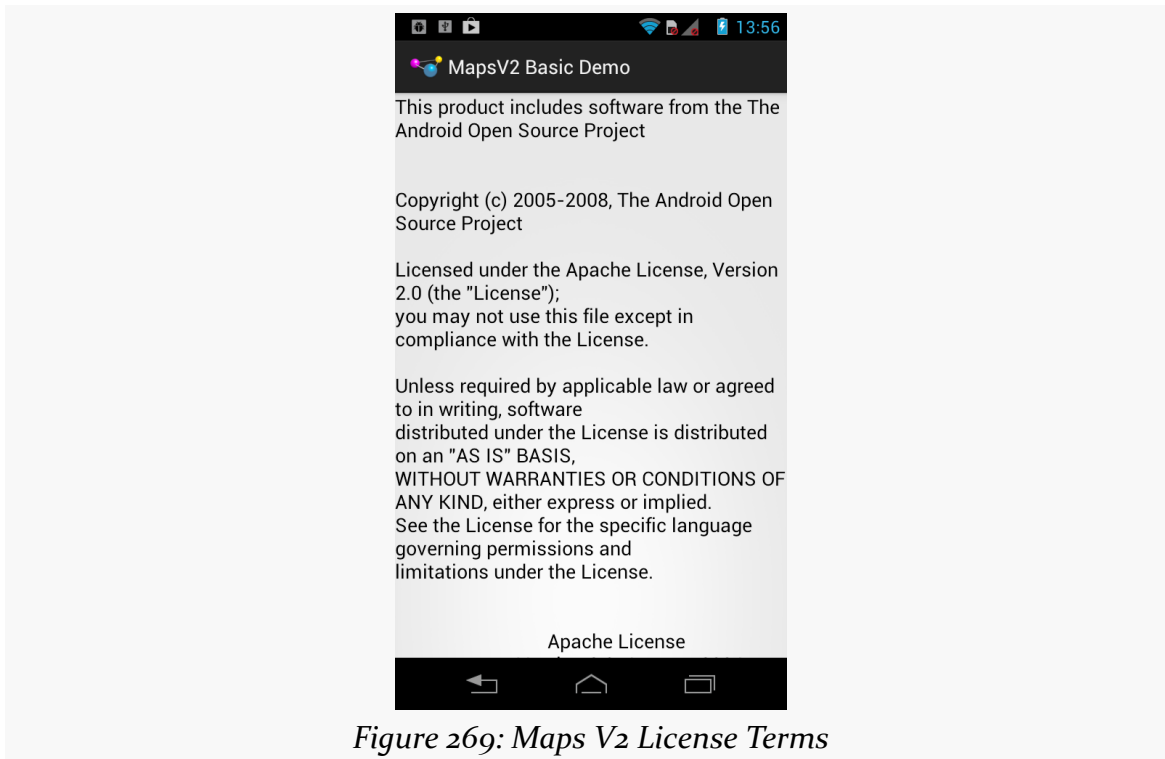 13:56
MapsV2 Basic Demo
This product includes software from the The
Android Open Source Project
Copyright (c) 2005-2008, The Android Open
Source Project
Licensed under the Apache License, Version
2.0 (the "License");
you may not use this file except in
compliance with the License.
Unless required by applicable law or agreed
to in writing, software
distributed under the License is distributed
on an "AS IS" BASIS,
WITHOUT WARRANTIES OR CONDITIONS OF
ANY KIND, either express or implied.
See the License for the specific language
governing permissions and
limitations under the License.
Apache License
Figure 269: Maps V2 License Terms